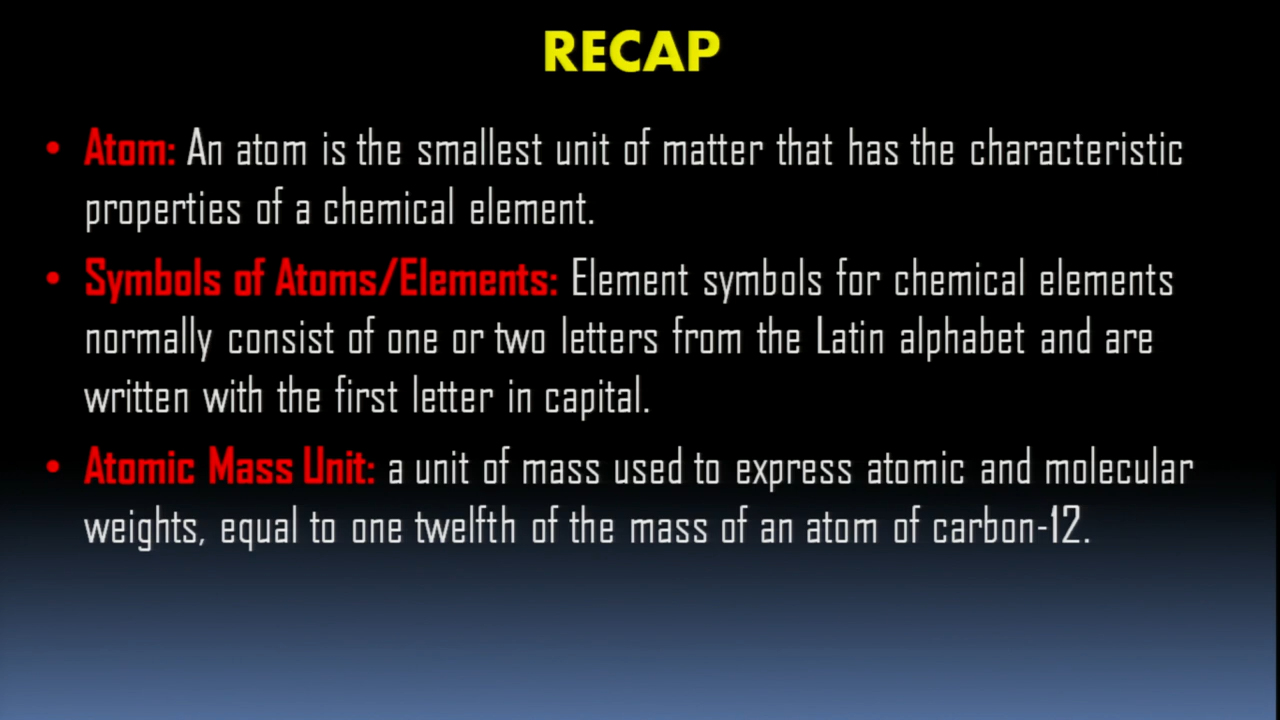 RECAP
• Atom: An atom is the smallest unit of matter that has the characteristic
properties of a chemical element.
• Symbols of Atoms/Elements: Element symbols for chemical elements
normally consist of one or two letters from the Latin alphabet and are
written with the first letter in capital.
• Atomic Mass Unit: a unit of mass used to express atomic and molecular
weights, equal to one twelfth of the mass of an atom of carbon-12.